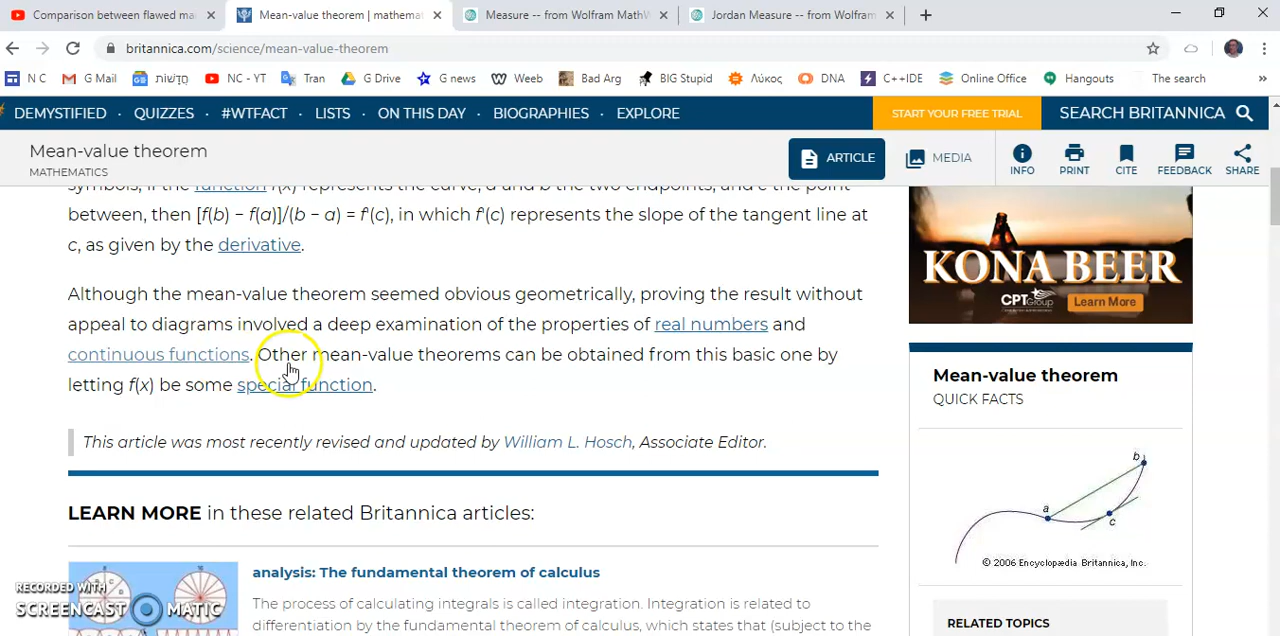 Comparison between flawed ma
Mean-value theorem | mathemat
Measure -- from Wolfram MathW
Jordan Measure -- from Wolfram
britannica.com/science/mean-value-theorem
N C G Mail חֲדָשׁוֹת NC - YT Tran G Drive G news Weeb Bad Arg BIG Stupid Λύκος DNA C++IDE Online Office Hangouts The search »
DEMYSTIFIED · QUIZZES · #WTFACT · LISTS · ON THIS DAY · BIOGRAPHIES · EXPLORE START YOUR FREE TRIAL SEARCH BRITANNICA
Mean-value theorem
MATHEMATICS
ARTICLE MEDIA INFO PRINT CITE FEEDBACK SHARE
symbols, if the function f(x) represents the curve, a and b the two endpoints, and c the point
between, then [f(b) − f(a)]/(b − a) = f′(c), in which f′(c) represents the slope of the tangent line at
c, as given by the derivative.
Although the mean-value theorem seemed obvious geometrically, proving the result without
appeal to diagrams involved a deep examination of the properties of real numbers and
continuous functions. Other mean-value theorems can be obtained from this basic one by
letting f(x) be some special function.
This article was most recently revised and updated by William L. Hosch, Associate Editor.
LEARN MORE in these related Britannica articles:
analysis: The fundamental theorem of calculus
The process of calculating integrals is called integration. Integration is related to
differentiation by the fundamental theorem of calculus, which states that (subject to the
RECORDED WITH
SCREENCAST MATIC
KONA BEER
CPTGroup
Learn More
Mean-value theorem
QUICK FACTS
b
a
c
© 2006 Encyclopædia Britannica, Inc.
RELATED TOPICS